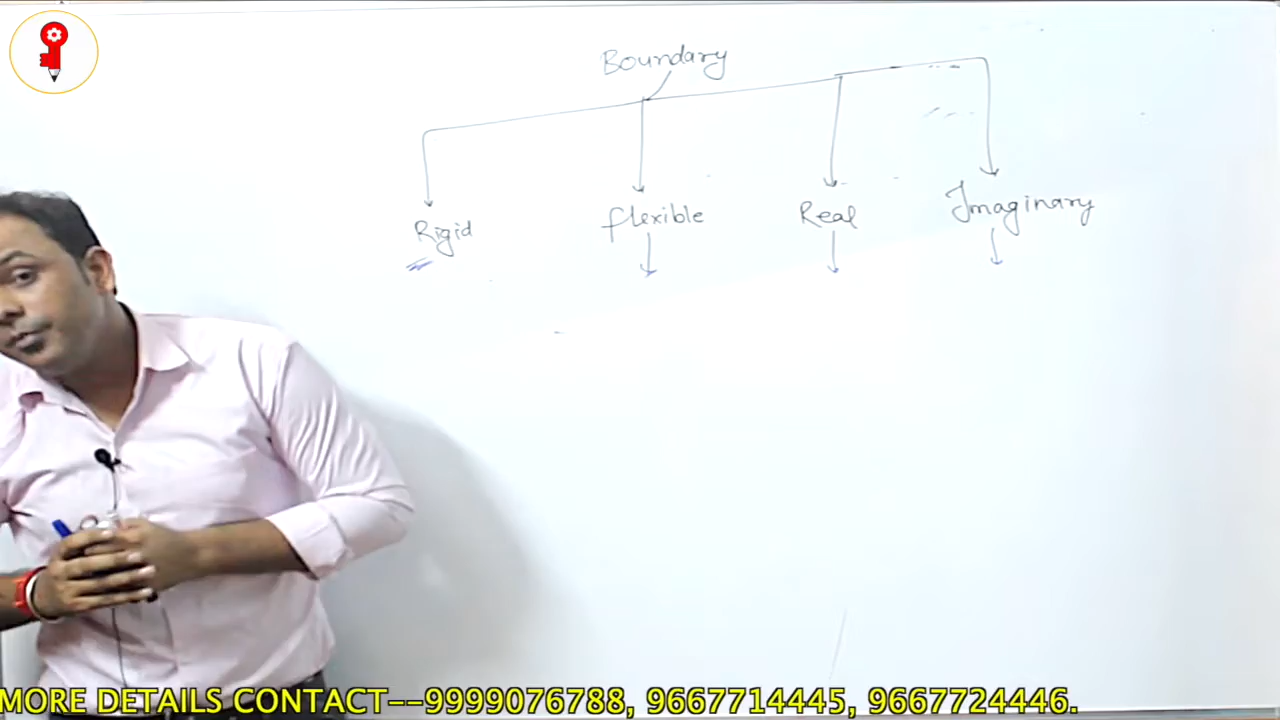 Boundary
Rigid flexible Real Imaginary
MORE DETAILS CONTACT--9999076788, 9667714445, 9667724446.